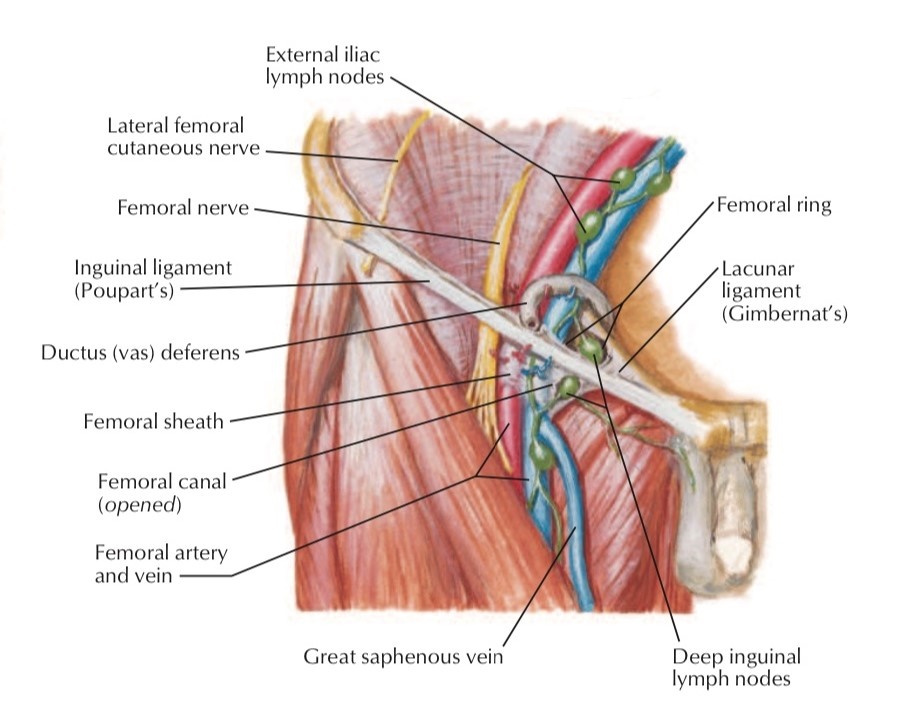 External iliac
lymph nodes
Lateral femoral
cutaneous nerve
Femoral nerve
Inguinal ligament
(Poupart's)
Ductus (vas) deferens
Femoral sheath
Femoral canal
(opened)
Femoral artery
and vein
Great saphenous vein
Femoral ring
Lacunar
ligament
(Gimbernat's)
Deep inguinal
lymph nodes